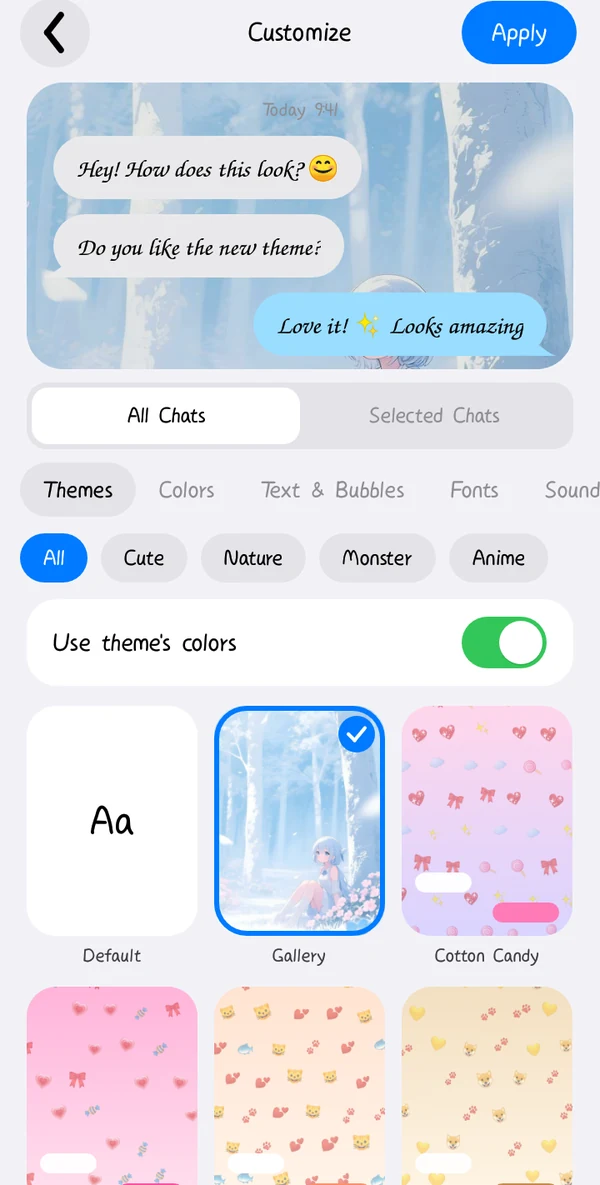 Customize
Apply
Today 9:41
Hey! How does this look?😊
Do you like the new theme?
Love it! ✨ Looks amazing
All Chats
Selected Chats
Themes
Colors
Text & Bubbles
Fonts
Sound
All
Cute
Nature
Monster
Anime
Use theme's colors
Aa
Default
Gallery
Cotton Candy